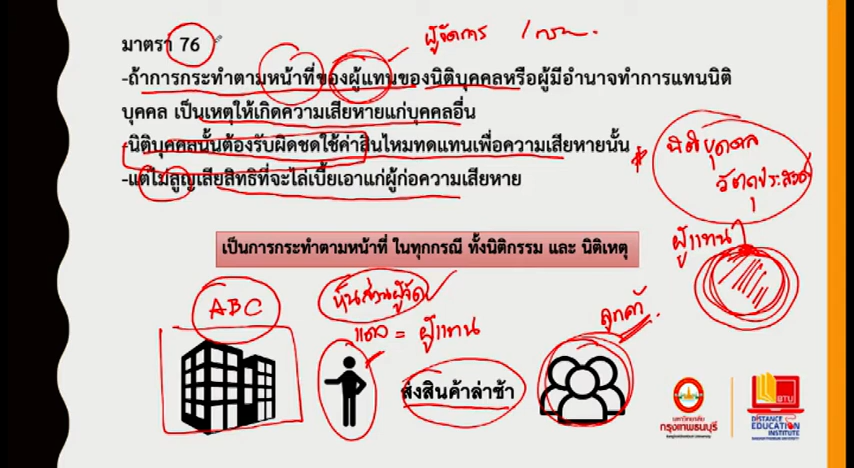 มาตรา 76
ผู้จัดการ
-ถ้าการกระทำตามหน้าที่ของผู้แทนของนิติบุคคลหรือผู้มีอำนาจทำการแทนนิติ
บุคคล เป็นเหตุให้เกิดความเสียหายแก่บุคคลอื่น
-นิติบุคคลนั้นต้องรับผิดชดใช้ค่าสินไหมทดแทนเพื่อความเสียหายนั้น
-แต่ไม่สูญเสียสิทธิที่จะไล่เบี้ยเอาแก่ผู้ก่อความเสียหาย
นิติบุคคล
วัตถุประสงค์
ผู้แทน
เป็นการกระทำตามหน้าที่ ในทุกกรณี ทั้งนิติกรรม และ นิติเหตุ
ABC
หุ้นส่วนผู้จัด
= ผู้แทน
ลูกค้า
ส่งสินค้าล่าช้า
มหาวิทยาลัย
กรุงเทพธนบุรี
BTU
DISTANCE
EDUCATION
INSTITUTE